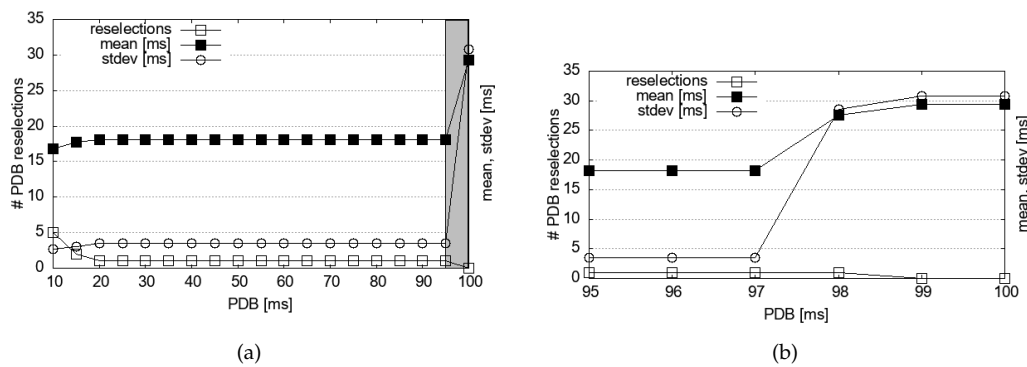 35
30
25
20
15
10
5
0
# PDB reselections
reselections
mean [ms]
stdev [ms]
mean, stdev [ms]
10 20 30 40 50 60 70 80 90 100
PDB [ms]
(a)
35
30
25
20
15
10
5
0
# PDB reselections
reselections
mean [ms]
stdev [ms]
mean, stdev [ms]
95 96 97 98 99 100
PDB [ms]
(b)